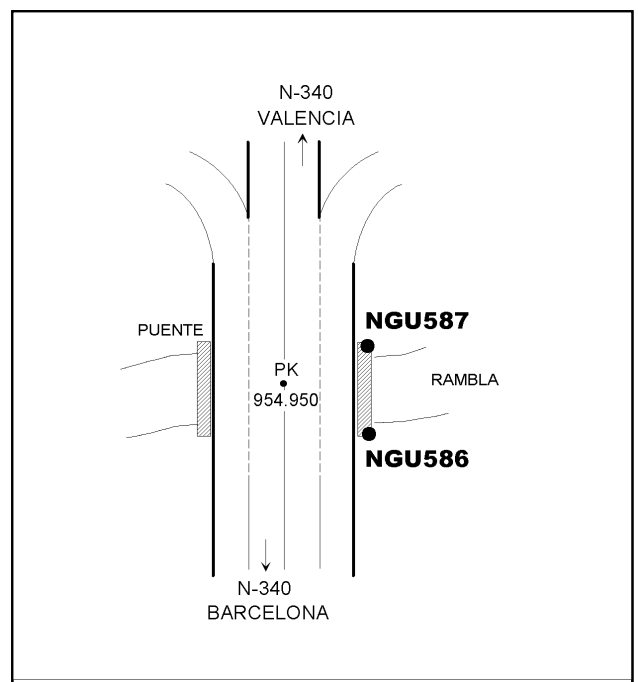 N-340
VALENCIA
NGU587
PUENTE
PK
RAMBLA
954.950
NGU586
N-340
BARCELONA